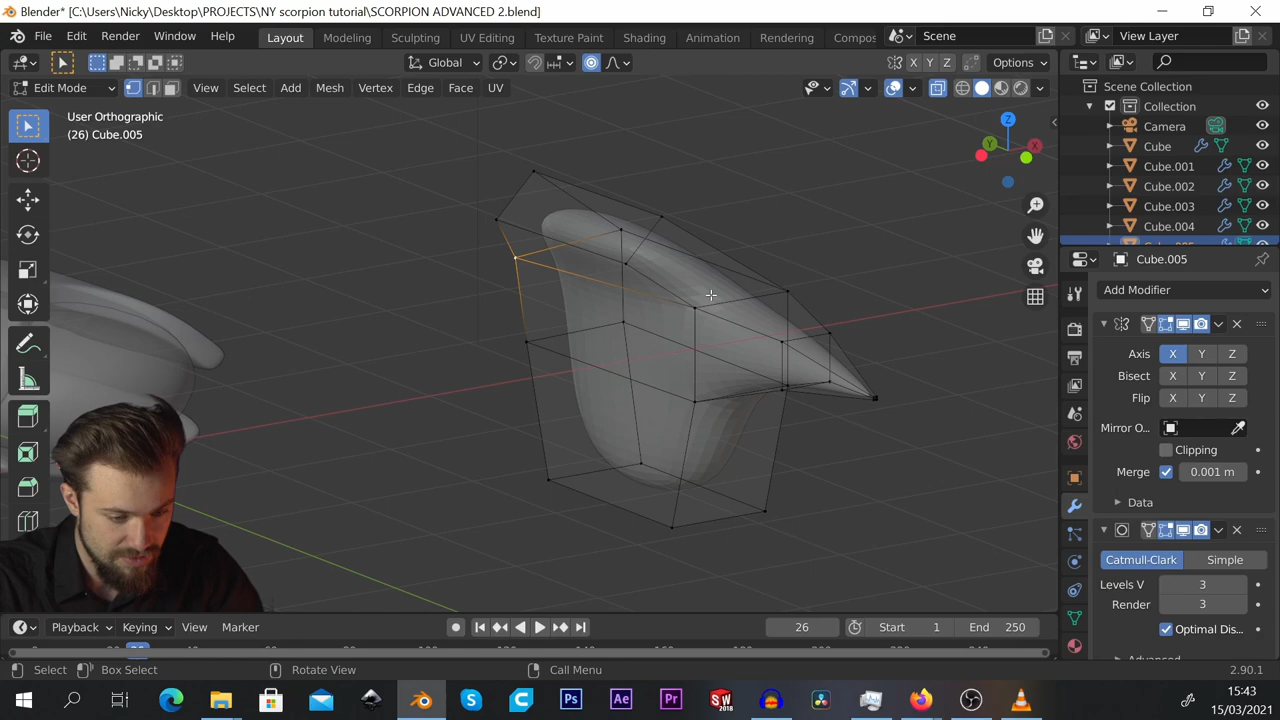 Blender* [C:\Users\Nicky\Desktop\PROJECTS\NY scorpion tutorial\SCORPION ADVANCED 2.blend]
File Edit Render Window Help Layout Modeling Sculpting UV Editing Texture Paint Shading Animation Rendering Compos Scene View Layer
Global X Y Z Options
Edit Mode View Select Add Mesh Vertex Edge Face UV
User Orthographic
(26) Cube.005
Scene Collection
Collection
Camera
Cube
Cube.001
Cube.002
Cube.003
Cube.004
Cube.005
Add Modifier
Axis X Y Z
Bisect X Y Z
Flip X Y Z
Mirror O...
Clipping
Merge 0.001 m
Data
Catmull-Clark Simple
Levels V 3
Render 3
Optimal Dis...
Playback Keying View Marker 26 Start 1 End 250
Select Box Select Rotate View Call Menu 2.90.1
15:43
15/03/2021